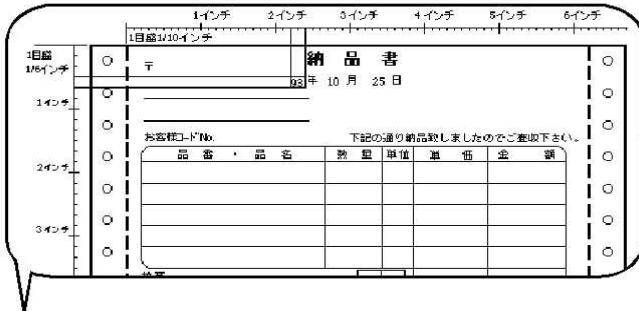 1インチ 2インチ 3インチ 4インチ 5インチ 6インチ
1目盛1/10インチ
1目盛
1/6インチ
納品書
〒
93年 10月 25日
1インチ
お客様コードNo.
下記の通り納品致しましたのでご査収下さい。
品番・品名 数量 単位 単価 金額
2インチ
3インチ